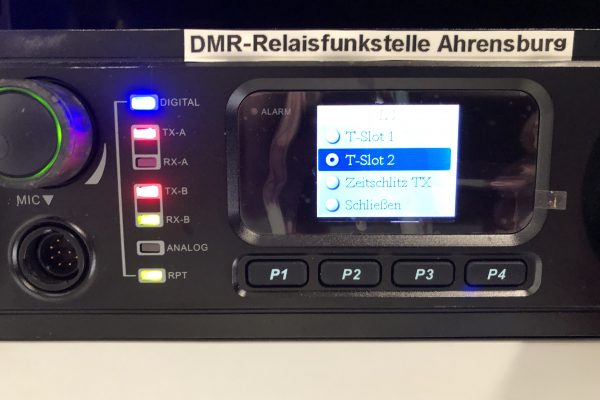 DMR-Relaisfunkstelle Ahrensburg
DIGITAL
ALARM
TX-A
T-Slot 1
RX-A
T-Slot 2
TX-B
Zeitschlitz TX
MIC▼
RX-B
Schließen
ANALOG
RPT
P1 P2 P3 P4